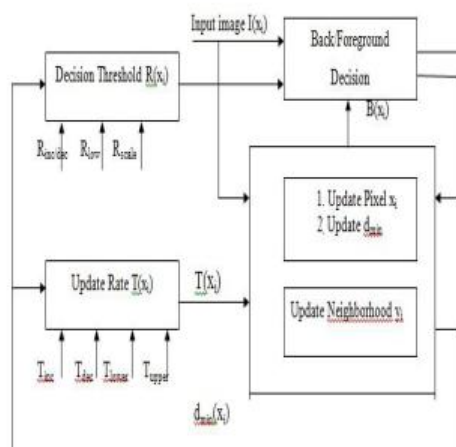 Input image I(xᵢ)
Back/Foreground
Decision
Decision Threshold R(xᵢ)
B(xᵢ)
Rinc/dec
Rlow
Rscale
1. Update Pixel xᵢ
2. Update dmin
Update Rate T(xᵢ)
T(xᵢ)
Update Neighborhood yᵢ
Tinc
Tdec
Tlower
Tupper
dmin(xᵢ)